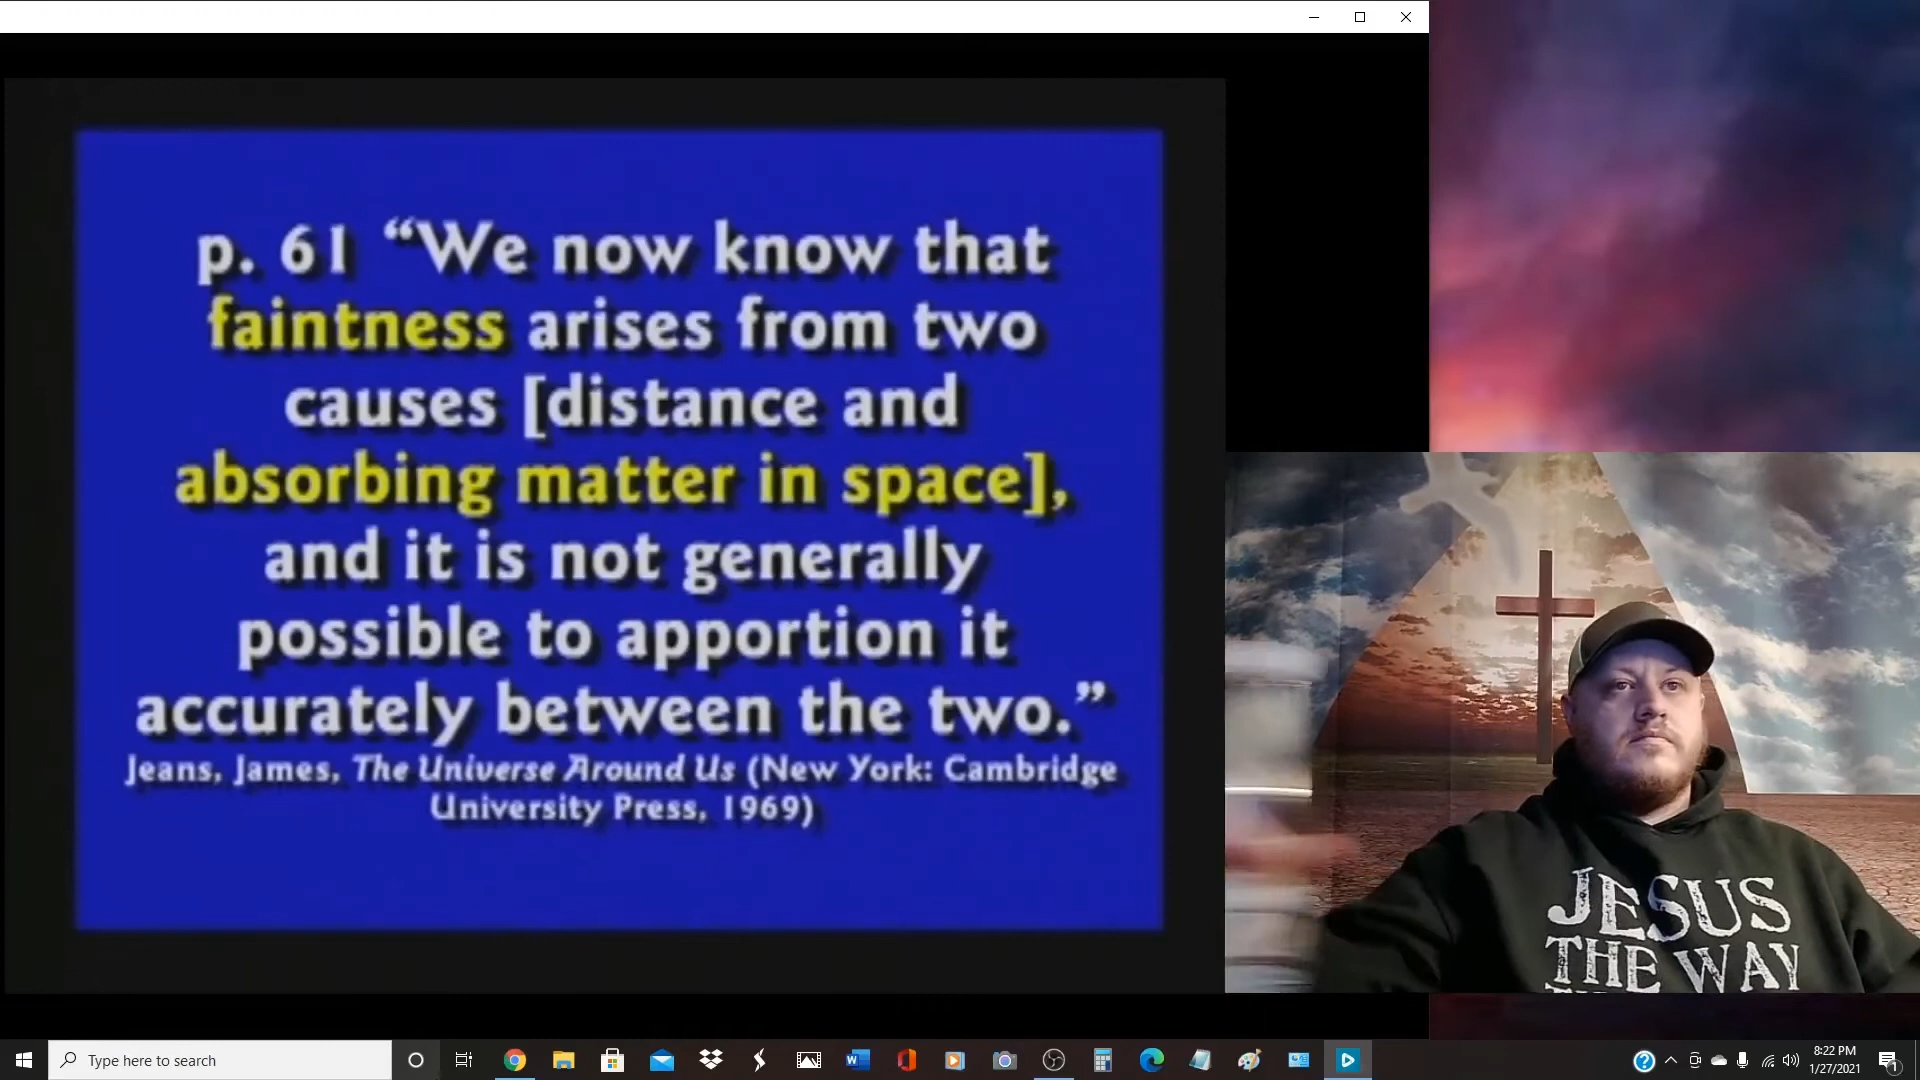 p. 61 “We now know that
faintness arises from two
causes [distance and
absorbing matter in space],
and it is not generally
possible to apportion it
accurately between the two.”
Jeans, James, The Universe Around Us (New York: Cambridge
University Press, 1969)
JESUS
THE WAY
Type here to search
8:22 PM
1/27/2021